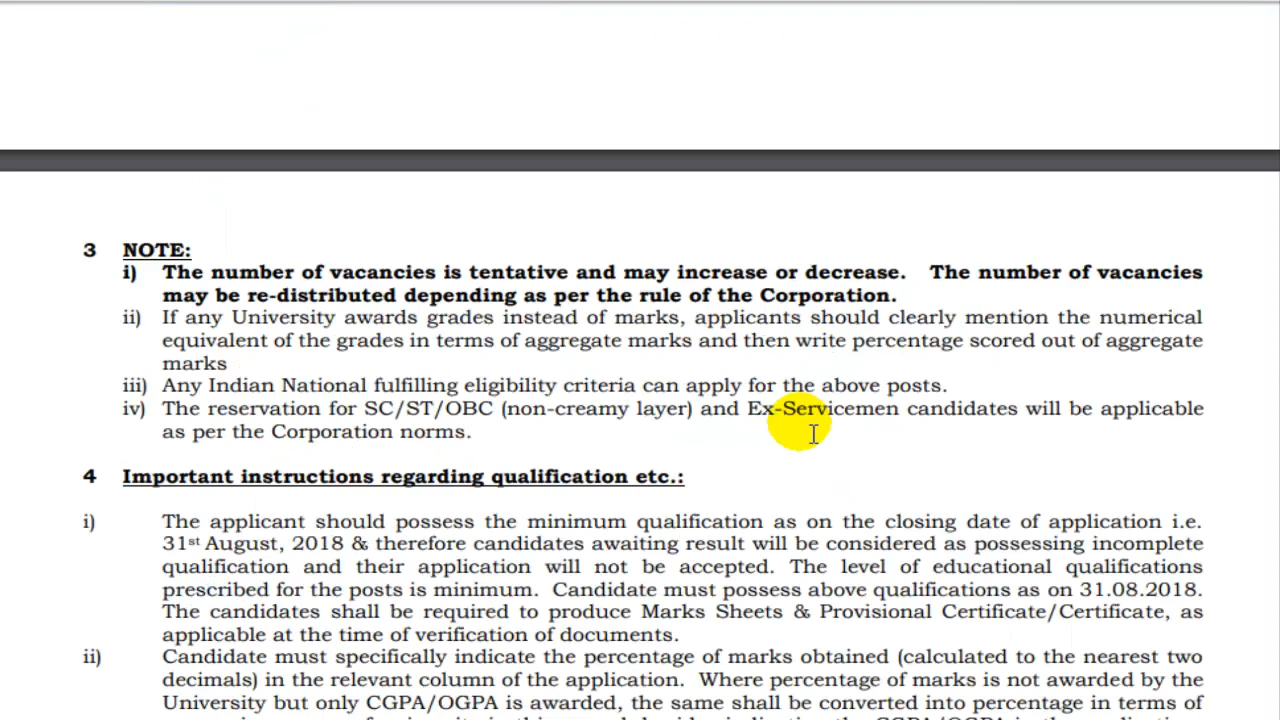 3 NOTE:
i) The number of vacancies is tentative and may increase or decrease. The number of vacancies
may be re-distributed depending as per the rule of the Corporation.
ii) If any University awards grades instead of marks, applicants should clearly mention the numerical
equivalent of the grades in terms of aggregate marks and then write percentage scored out of aggregate
marks
iii) Any Indian National fulfilling eligibility criteria can apply for the above posts.
iv) The reservation for SC/ST/OBC (non-creamy layer) and Ex-Servicemen candidates will be applicable
as per the Corporation norms.
4 Important instructions regarding qualification etc.:
i) The applicant should possess the minimum qualification as on the closing date of application i.e.
31st August, 2018 & therefore candidates awaiting result will be considered as possessing incomplete
qualification and their application will not be accepted. The level of educational qualifications
prescribed for the posts is minimum. Candidate must possess above qualifications as on 31.08.2018.
The candidates shall be required to produce Marks Sheets & Provisional Certificate/Certificate, as
applicable at the time of verification of documents.
ii) Candidate must specifically indicate the percentage of marks obtained (calculated to the nearest two
decimals) in the relevant column of the application. Where percentage of marks is not awarded by the
University but only CGPA/OGPA is awarded, the same shall be converted into percentage in terms of